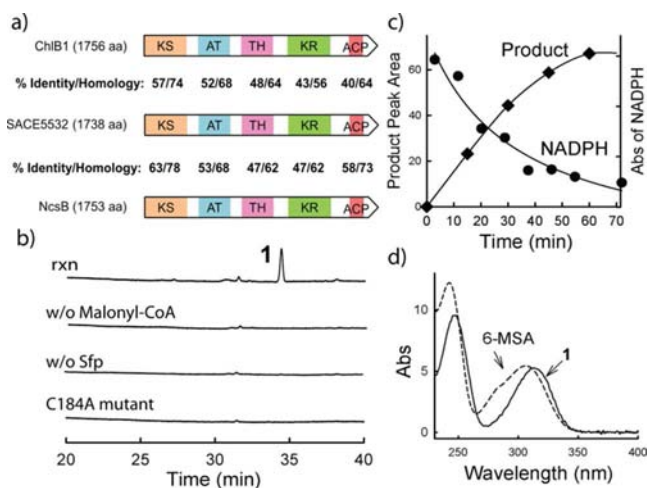 a)
ChlB1 (1756 aa) KS AT TH KR ACP
% Identity/Homology: 57/74 52/68 48/64 43/56 40/64
SACE5532 (1738 aa) KS AT TH KR ACP
% Identity/Homology: 63/78 53/68 47/62 47/62 58/73
NcsB (1753 aa) KS AT TH KR ACP
b)
1
rxn
w/o Malonyl-CoA
w/o Sfp
C184A mutant
20 25 30 35 40
Time (min)
c)
Product Peak Area
60
40
20
0
Product
NADPH
Abs of NADPH
0 10 20 30 40 50 60 70
Time (min)
d)
Abs
10
5
0
6-MSA
1
250 300 350 400
Wavelength (nm)